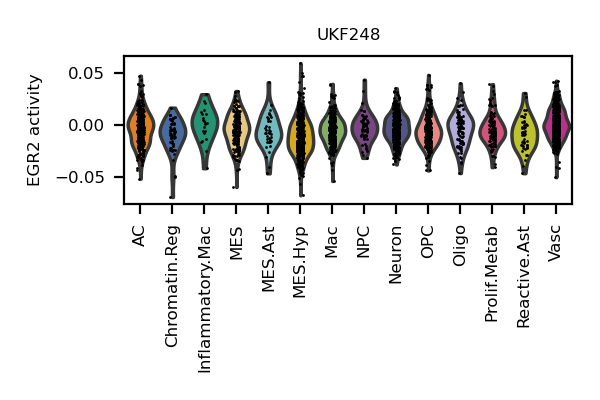 UKF248
EGR2 activity
0.05
0.00
−0.05
AC
Chromatin.Reg
Inflammatory.Mac
MES
MES.Ast
MES.Hyp
Mac
NPC
Neuron
OPC
Oligo
Prolif.Metab
Reactive.Ast
Vasc